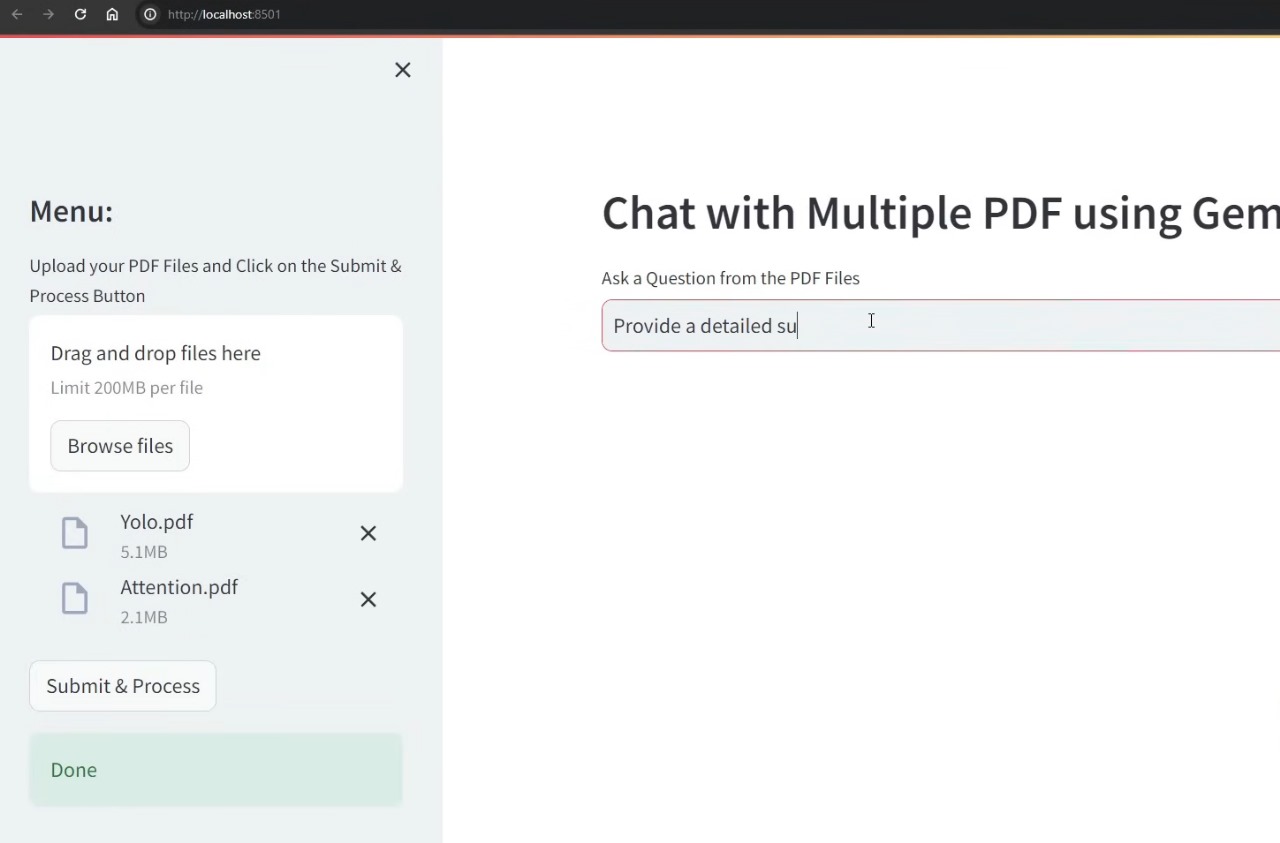 http://localhost:8501
Menu:
Upload your PDF Files and Click on the Submit &
Process Button
Drag and drop files here
Limit 200MB per file
Browse files
Yolo.pdf
5.1MB
Attention.pdf
2.1MB
Submit & Process
Done
Chat with Multiple PDF using Gem
Ask a Question from the PDF Files
Provide a detailed su